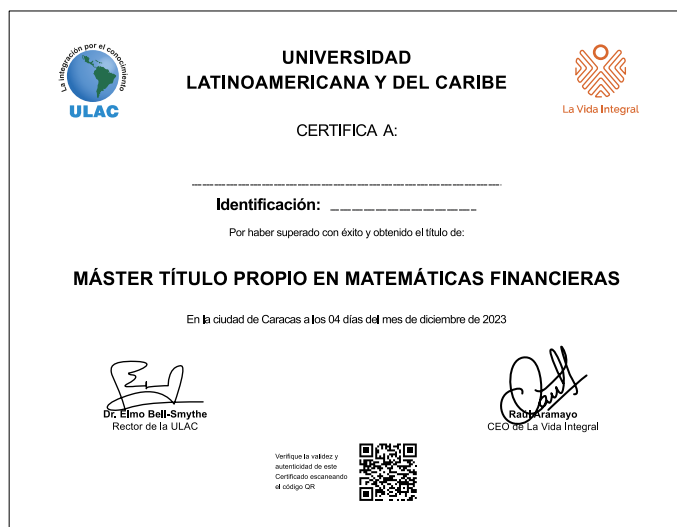 La integración por el conocimiento
ULAC
UNIVERSIDAD
LATINOAMERICANA Y DEL CARIBE
La Vida Integral
CERTIFICA A:
Identificación:
Por haber superado con éxito y obtenido el título de:
MÁSTER TÍTULO PROPIO EN MATEMÁTICAS FINANCIERAS
En la ciudad de Caracas a los 04 días del mes de diciembre de 2023
Dr. Elmo Bell-Smythe
Rector de la ULAC
Raúl Aramayo
CEO de La Vida Integral
Verifique la validez y
autenticidad de este
Certificado escaneando
el código QR